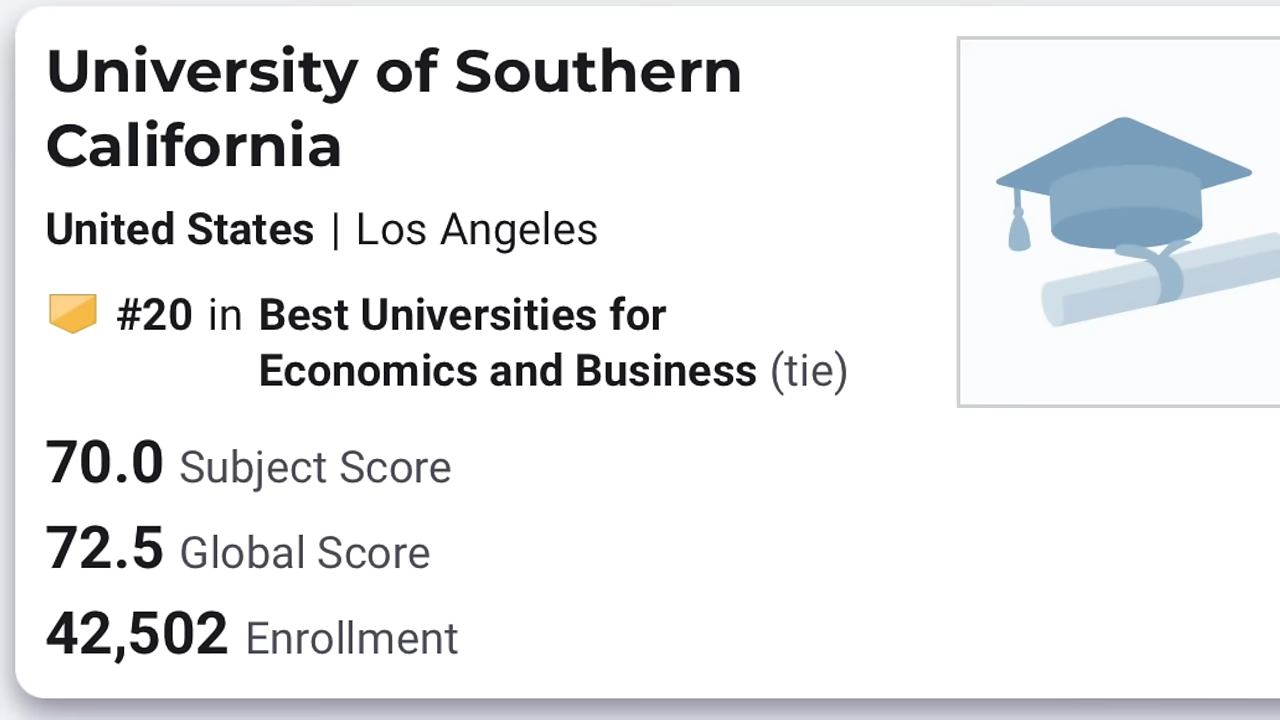 University of Southern
California
United States | Los Angeles
#20 in Best Universities for
Economics and Business (tie)
70.0 Subject Score
72.5 Global Score
42,502 Enrollment